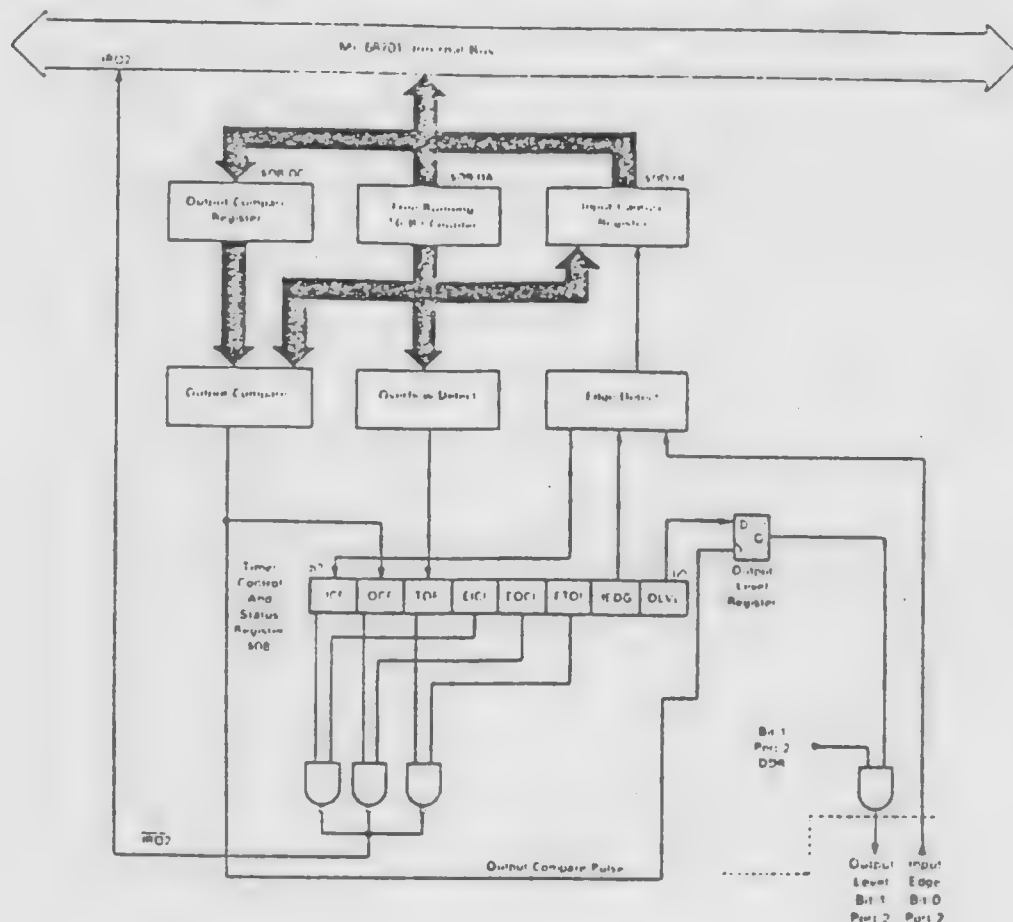 Internal Bus
IRQ2
Output Compare
Register
Free Running
16 Bit Counter
Input Capture
Register
Output Compare
Overflow Detect
Edge Detect
Timer
Control
And
Status
Register
$08
ICF OCF TOF EICI EOCI ETOI IEDG OLVL
D
Q
Output
Level
Register
Bit 1
Port 2
DDR
IRQ2
Output Compare Pulse
Output
Level
Bit 1
Port 2
Input
Edge
Bit 0
Port 2